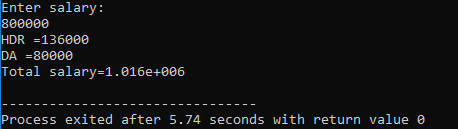 Enter salary:
800000
HDR =136000
DA =80000
Total salary=1.016e+006
--------------------------------
Process exited after 5.74 seconds with return value 0